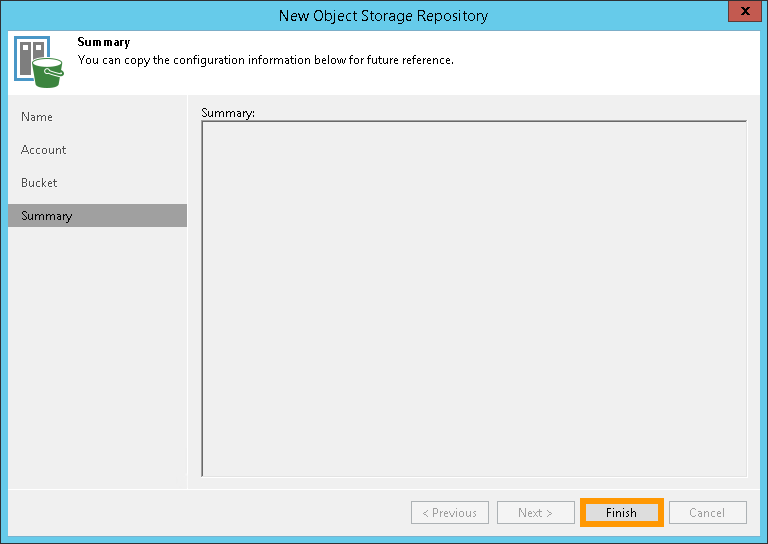 New Object Storage Repository
x
Summary
You can copy the configuration information below for future reference.
Name
Account
Bucket
Summary
Summary:
< Previous
Next >
Finish
Cancel